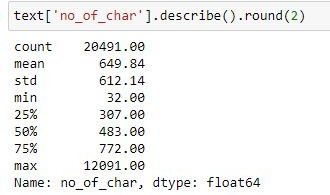 text['no_of_char'].describe().round(2)
count    20491.00
mean       649.84
std        612.14
min         32.00
25%        307.00
50%        483.00
75%        772.00
max      12091.00
Name: no_of_char, dtype: float64